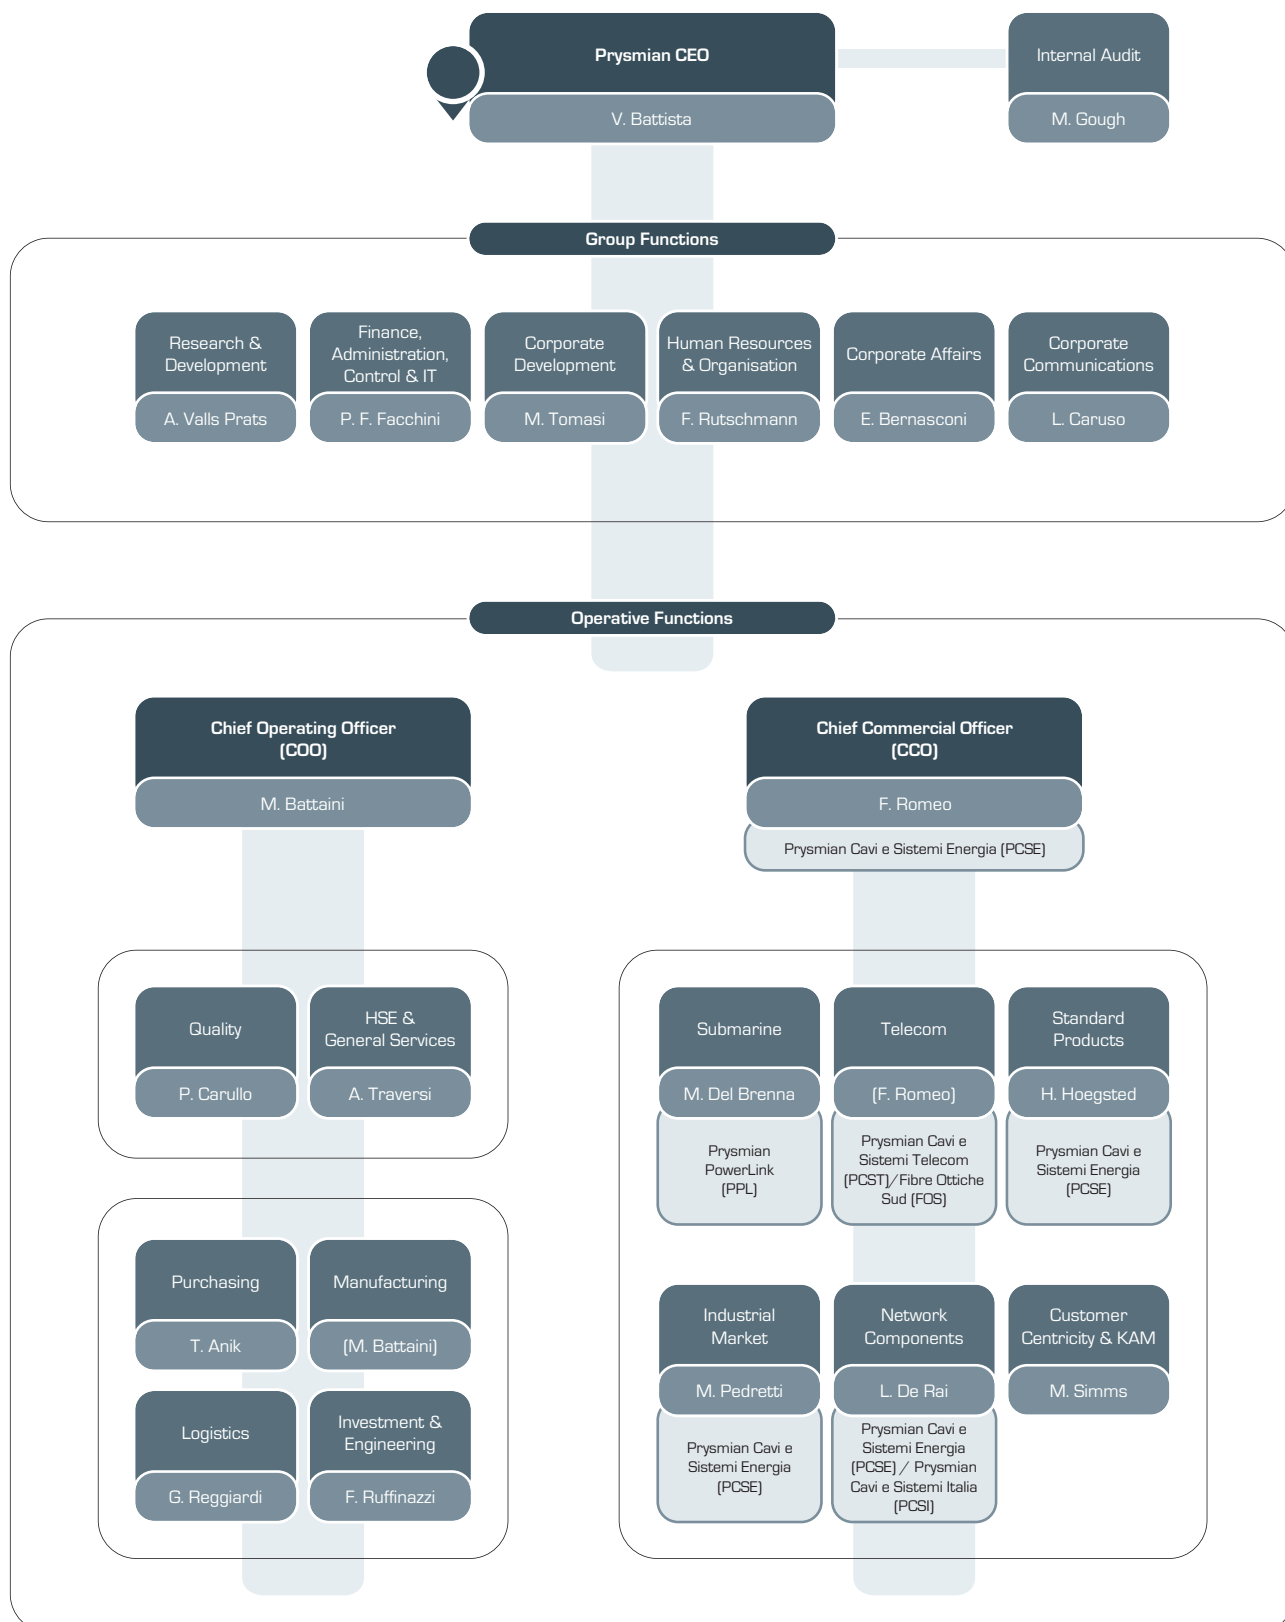 Prysmian CEO
V. Battista
Internal Audit
M. Gough
Group Functions
Research &
Development
A. Valls Prats
Finance,
Administration,
Control & IT
P. F. Facchini
Corporate
Development
M. Tomasi
Human Resources
& Organisation
F. Rutschmann
Corporate Affairs
E. Bernasconi
Corporate
Communications
L. Caruso
Operative Functions
Chief Operating Officer
(COO)
M. Battaini
Chief Commercial Officer
(CCO)
F. Romeo
Prysmian Cavi e Sistemi Energia (PCSE)
Quality
P. Carullo
HSE &
General Services
A. Traversi
Purchasing
T. Anik
Manufacturing
(M. Battaini)
Logistics
G. Reggiardi
Investment &
Engineering
F. Ruffinazzi
Submarine
M. Del Brenna
Prysmian
PowerLink
(PPL)
Telecom
(F. Romeo)
Prysmian Cavi e
Sistemi Telecom
(PCST)/Fibre Ottiche
Sud (FOS)
Standard
Products
H. Hoegsted
Prysmian Cavi e
Sistemi Energia
(PCSE)
Industrial
Market
M. Pedretti
Prysmian Cavi e
Sistemi Energia
(PCSE)
Network
Components
L. De Rai
Prysmian Cavi e
Sistemi Energia
(PCSE) / Prysmian
Cavi e Sistemi Italia
(PCSI)
Customer
Centricity & KAM
M. Simms